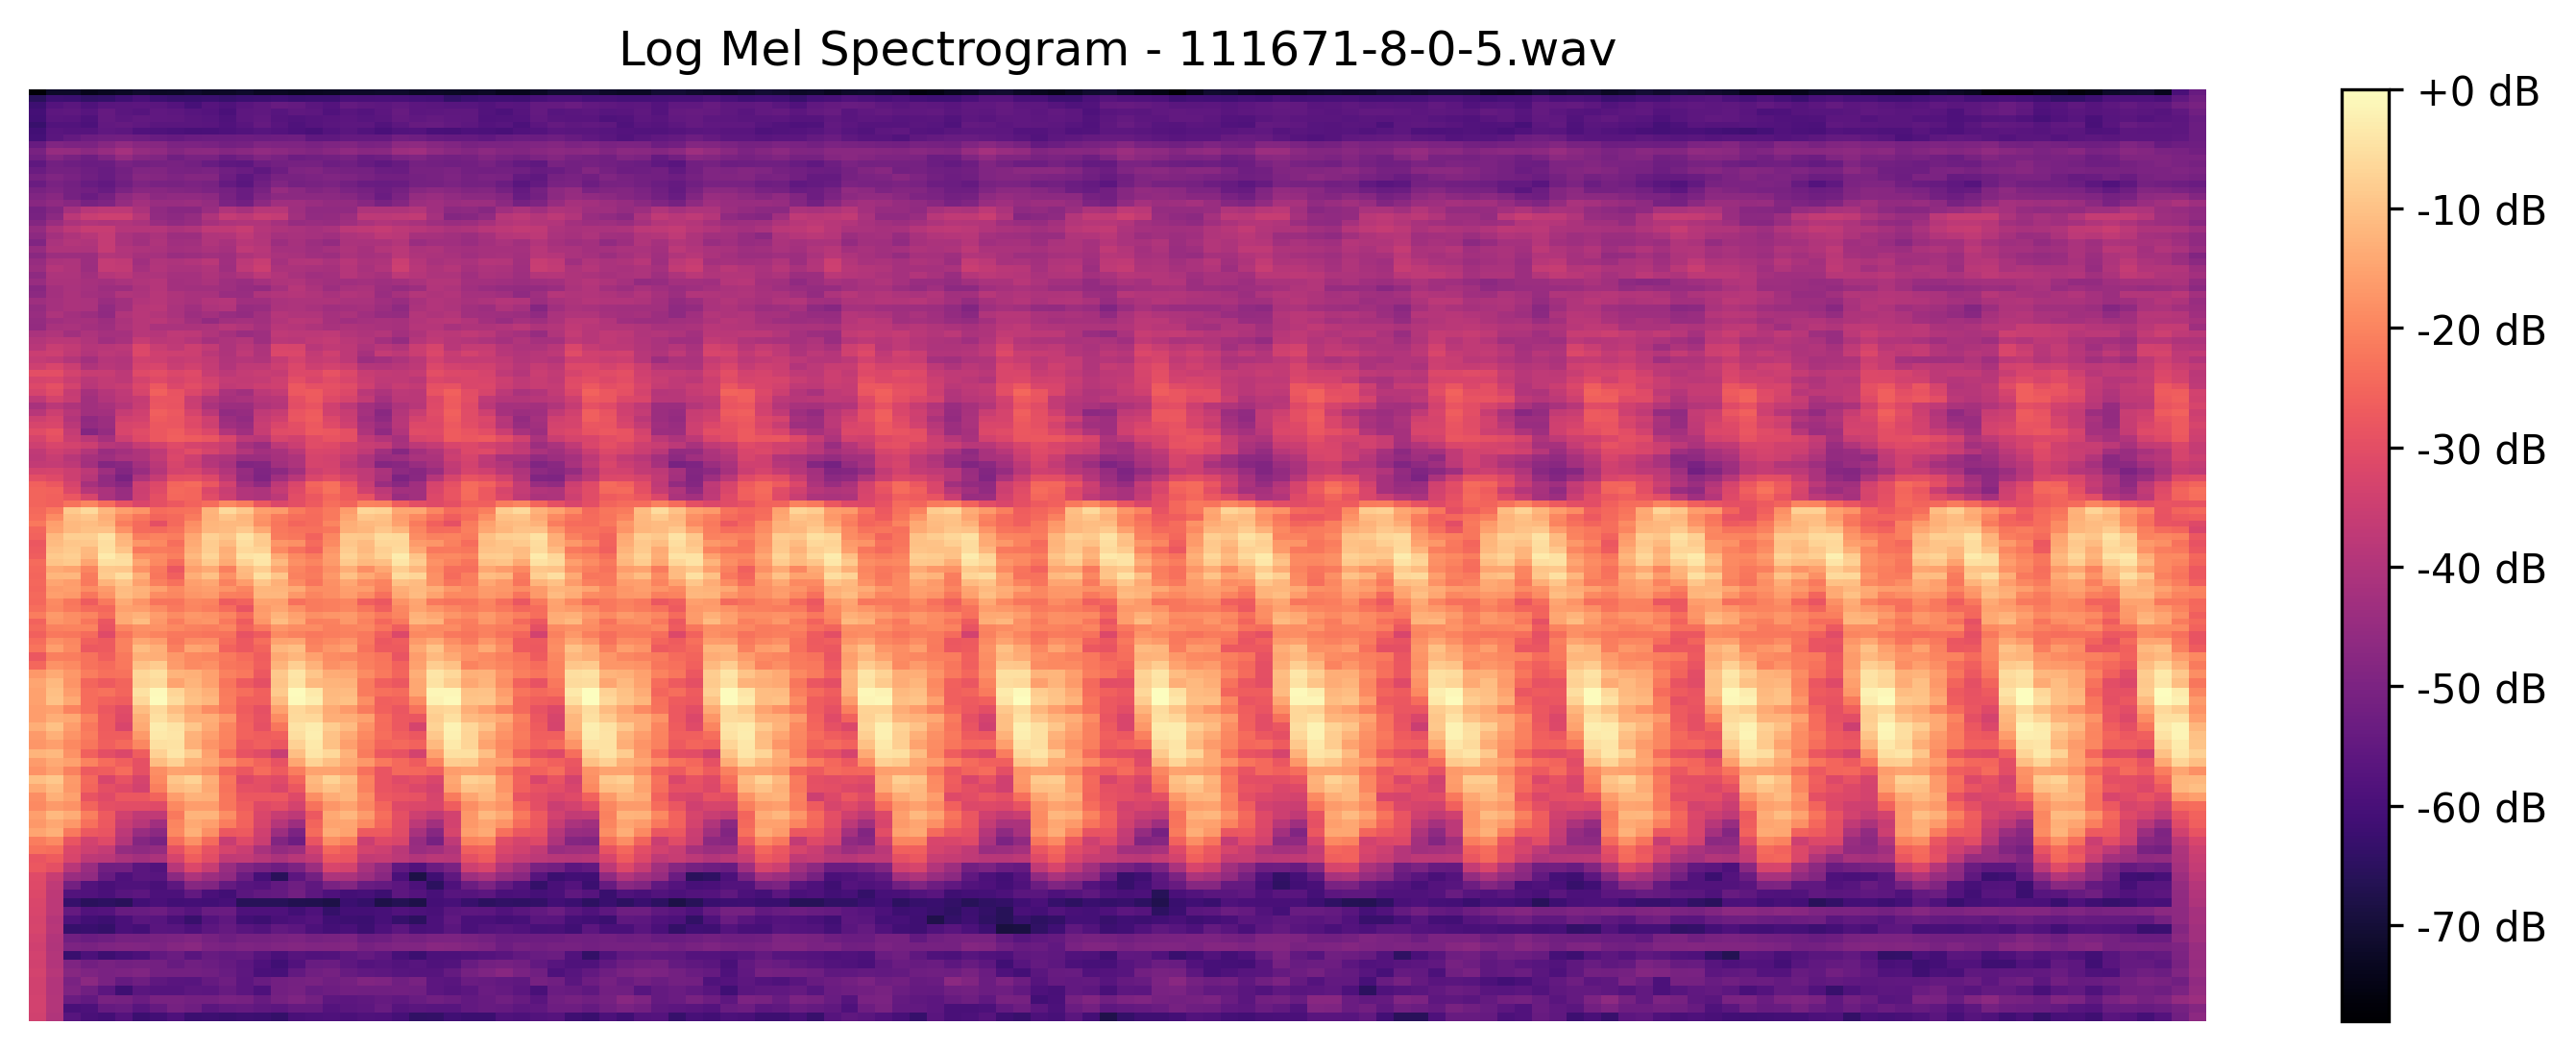 Log Mel Spectrogram - 111671-8-0-5.wav
+0 dB
-10 dB
-20 dB
-30 dB
-40 dB
-50 dB
-60 dB
-70 dB